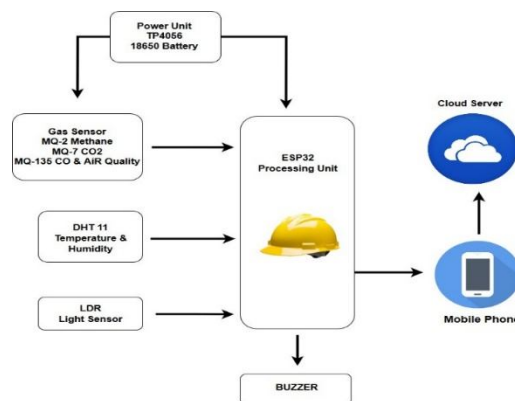 Power Unit
TP4056
18650 Battery
Gas Sensor
MQ-2 Methane
MQ-7 CO2
MQ-135 CO & AiR Quality
ESP32
Processing Unit
Cloud Server
DHT 11
Temperature &
Humidity
LDR
Light Sensor
Mobile Phone
BUZZER